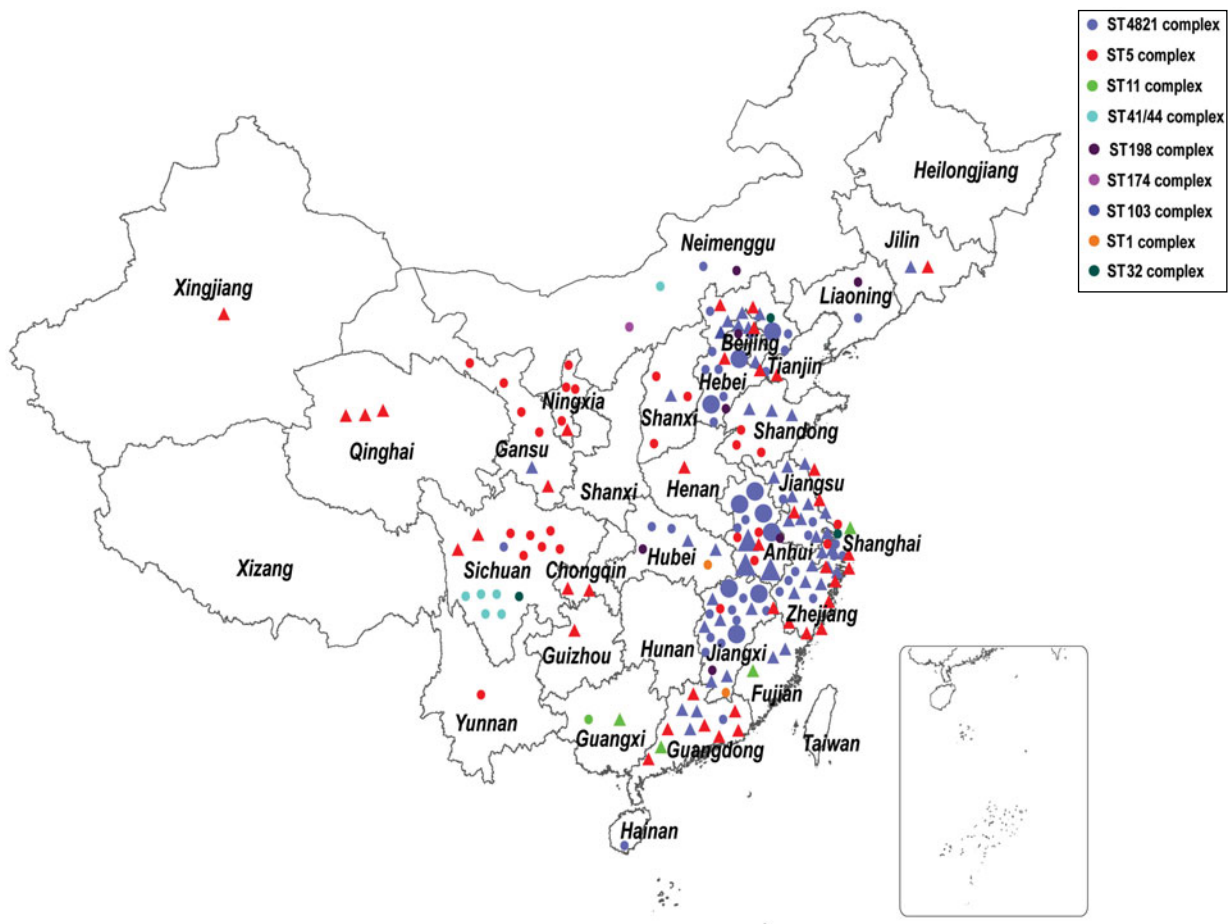 ST4821 complex
ST5 complex
ST11 complex
ST41/44 complex
ST198 complex
ST174 complex
ST103 complex
ST1 complex
ST32 complex
Heilongjiang
Jilin
Neimenggu
Liaoning
Xingjiang
Beijing
Tianjin
Hebei
Ningxia
Shanxi
Shandong
Qinghai
Gansu
Shanxi
Henan
Jiangsu
Shanghai
Hubei
Anhui
Xizang
Sichuan
Chongqin
Zhejiang
Hunan
Jiangxi
Guizhou
Fujian
Yunnan
Guangxi
Guangdong
Taiwan
Hainan